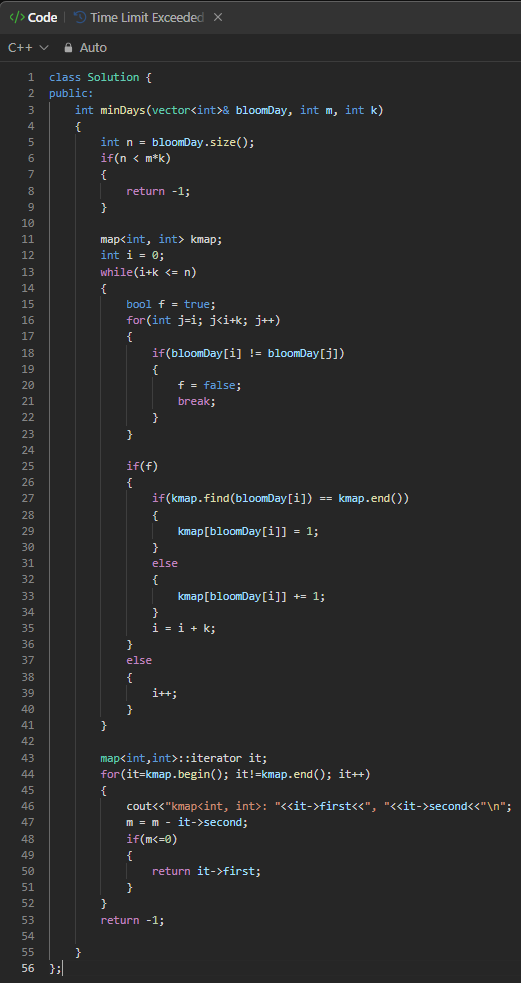 </> Code | Time Limit Exceeded ×
C++ Auto
1 class Solution {
2 public:
3     int minDays(vector<int>& bloomDay, int m, int k)
4     {
5         int n = bloomDay.size();
6         if(n < m*k)
7         {
8             return -1;
9         }
10
11         map<int, int> kmap;
12         int i = 0;
13         while(i+k <= n)
14         {
15             bool f = true;
16             for(int j=i; j<i+k; j++)
17             {
18                 if(bloomDay[i] != bloomDay[j])
19                 {
20                     f = false;
21                     break;
22                 }
23             }
24
25             if(f)
26             {
27                 if(kmap.find(bloomDay[i]) == kmap.end())
28                 {
29                     kmap[bloomDay[i]] = 1;
30                 }
31                 else
32                 {
33                     kmap[bloomDay[i]] += 1;
34                 }
35                 i = i + k;
36             }
37             else
38             {
39                 i++;
40             }
41         }
42
43         map<int,int>::iterator it;
44         for(it=kmap.begin(); it!=kmap.end(); it++)
45         {
46             cout<<"kmap<int, int>: "<<it->first<<", "<<it->second<<"\n";
47             m = m - it->second;
48             if(m<=0)
49             {
50                 return it->first;
51             }
52         }
53         return -1;
54
55     }
56 };